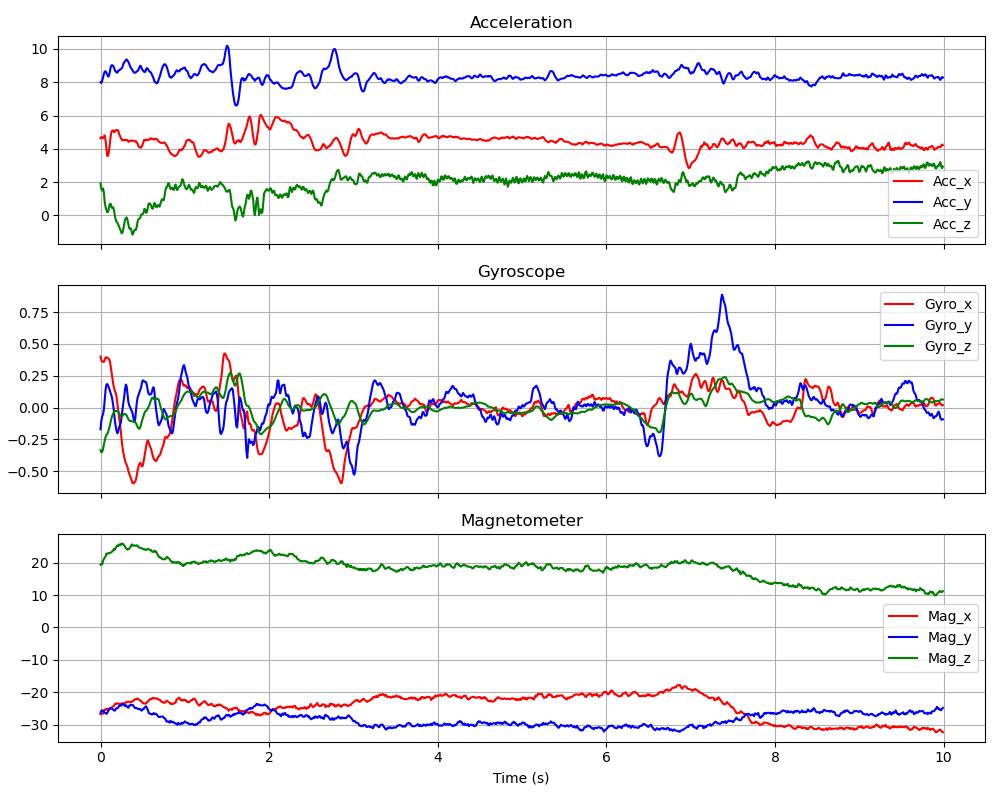 Acceleration
10
8
6
4
2
0
Acc_x
Acc_y
Acc_z
Gyroscope
0.75
0.50
0.25
0.00
−0.25
−0.50
Gyro_x
Gyro_y
Gyro_z
Magnetometer
20
10
0
−10
−20
−30
Mag_x
Mag_y
Mag_z
0 2 4 6 8 10
Time (s)